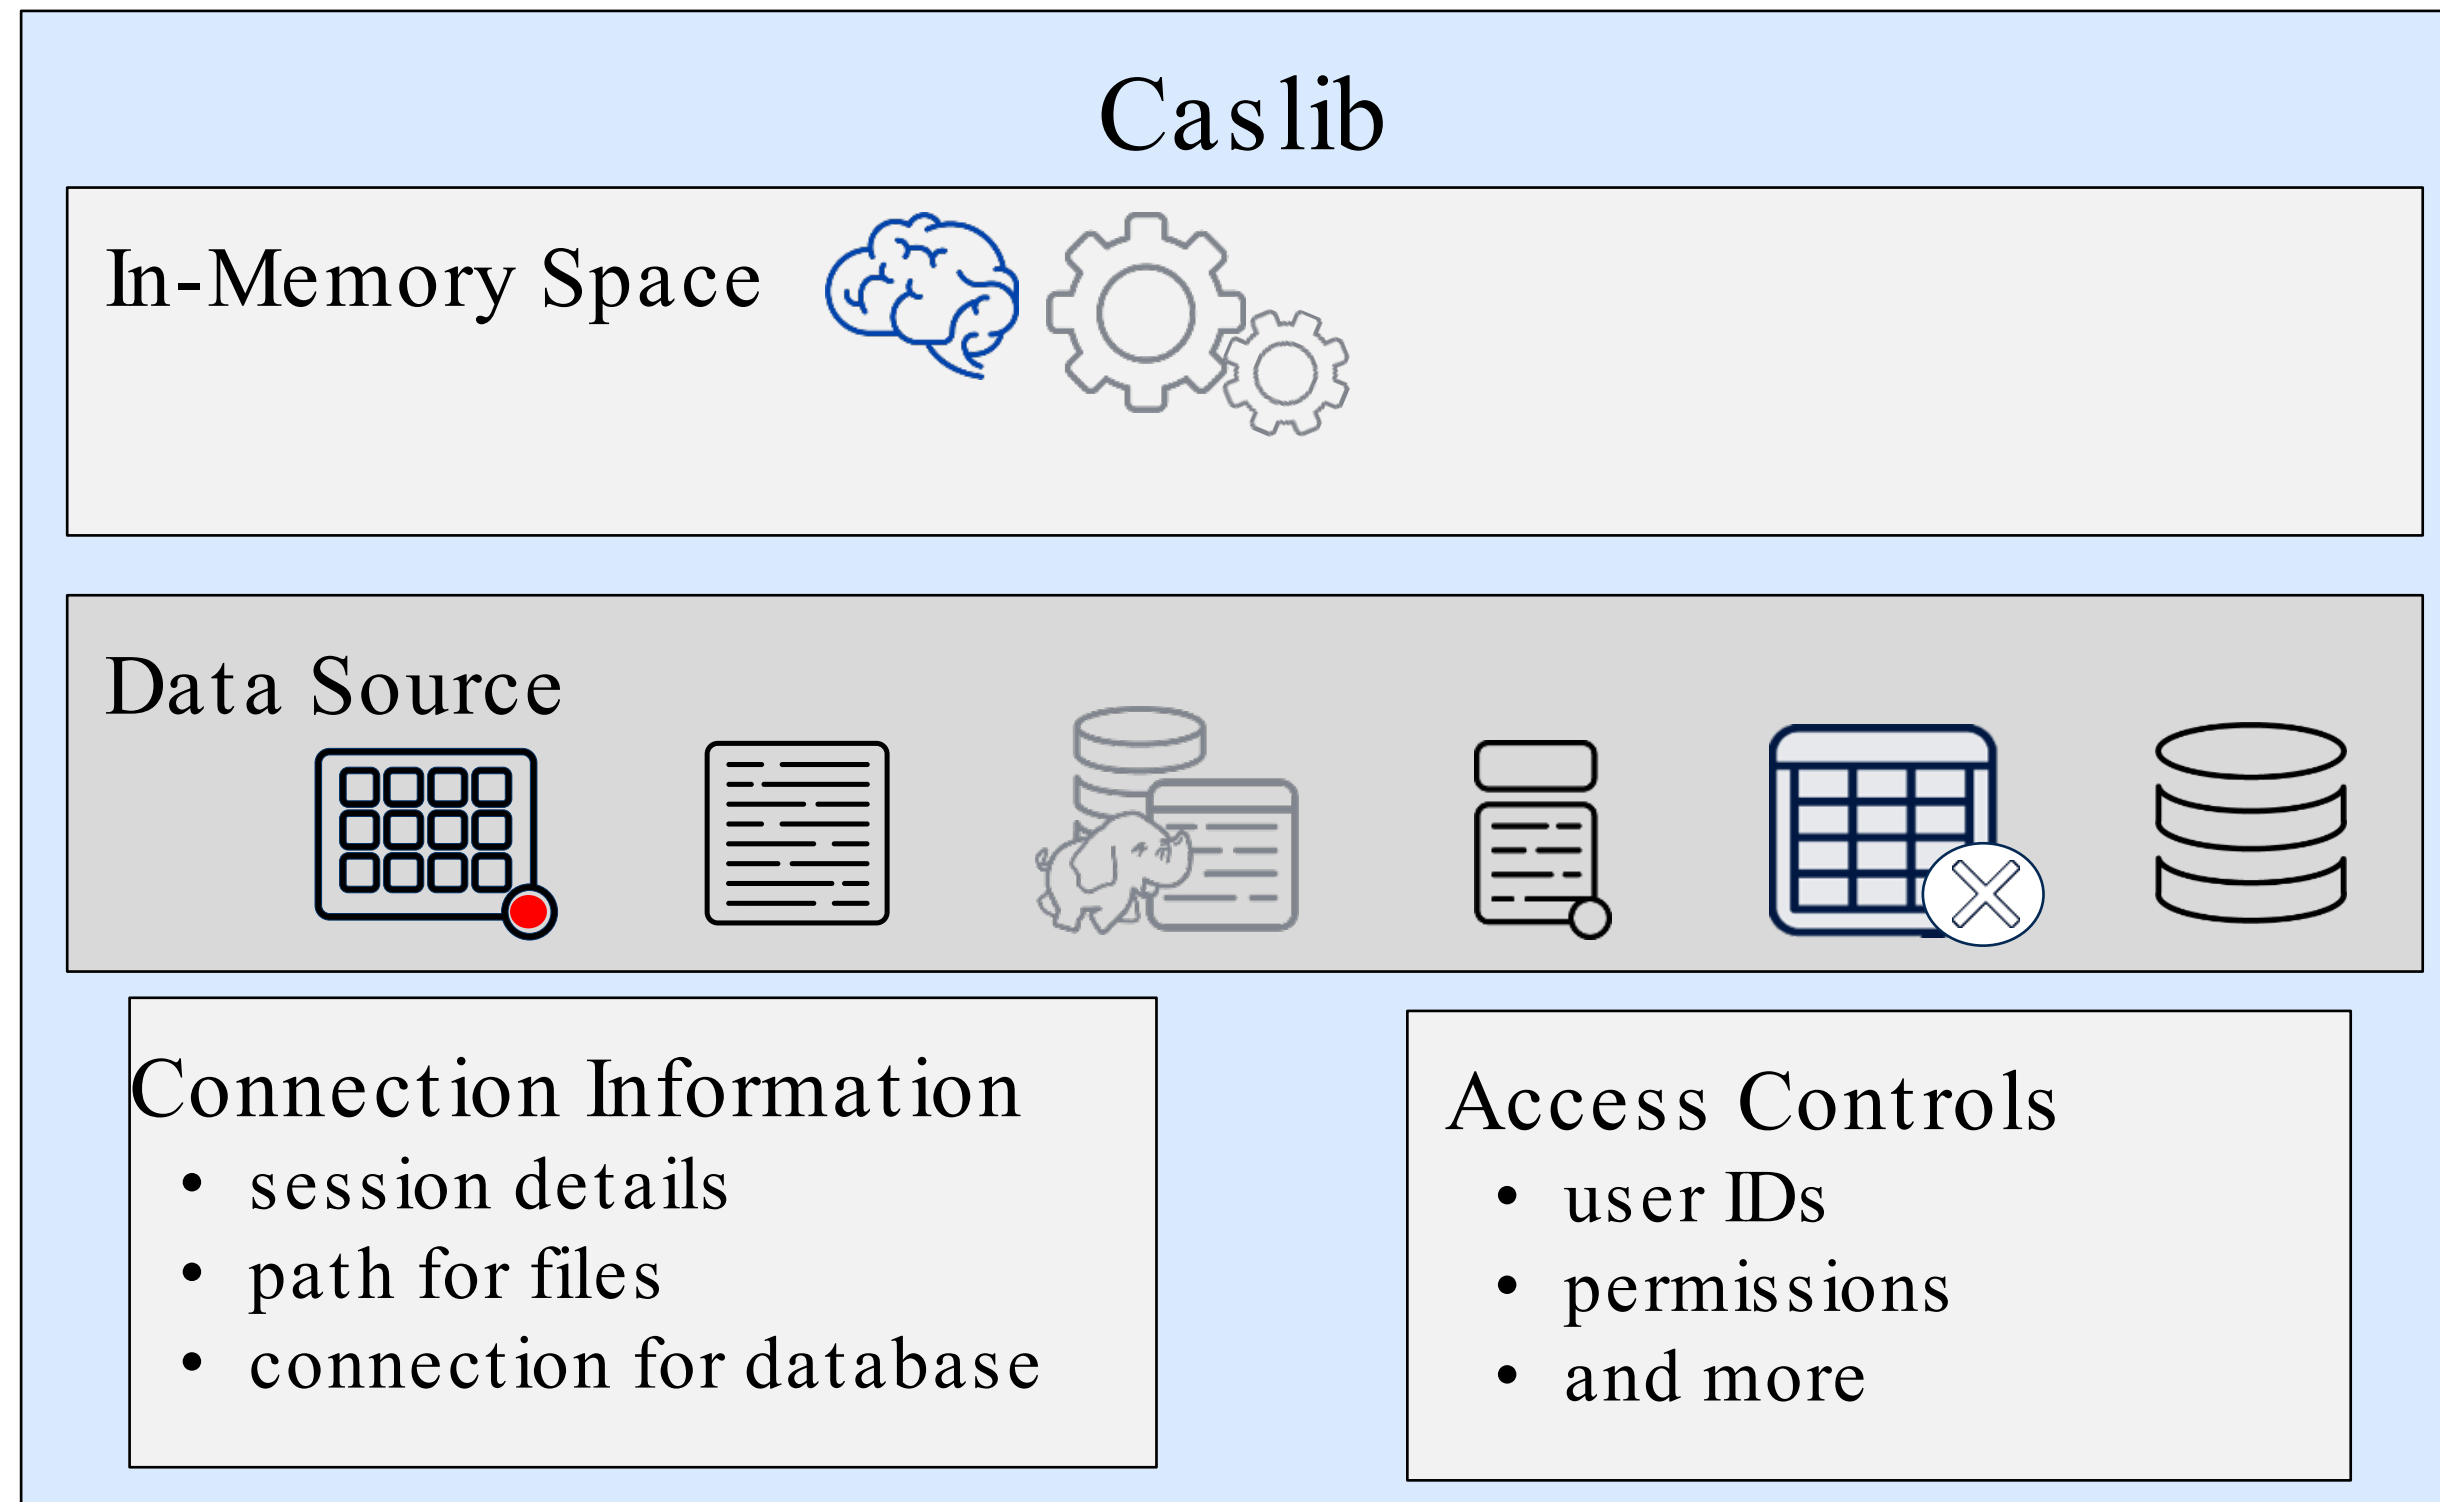 Caslib
In-Memory Space
Data Source
Connection Information
• session details
• path for files
• connection for database
Access Controls
• user IDs
• permissions
• and more